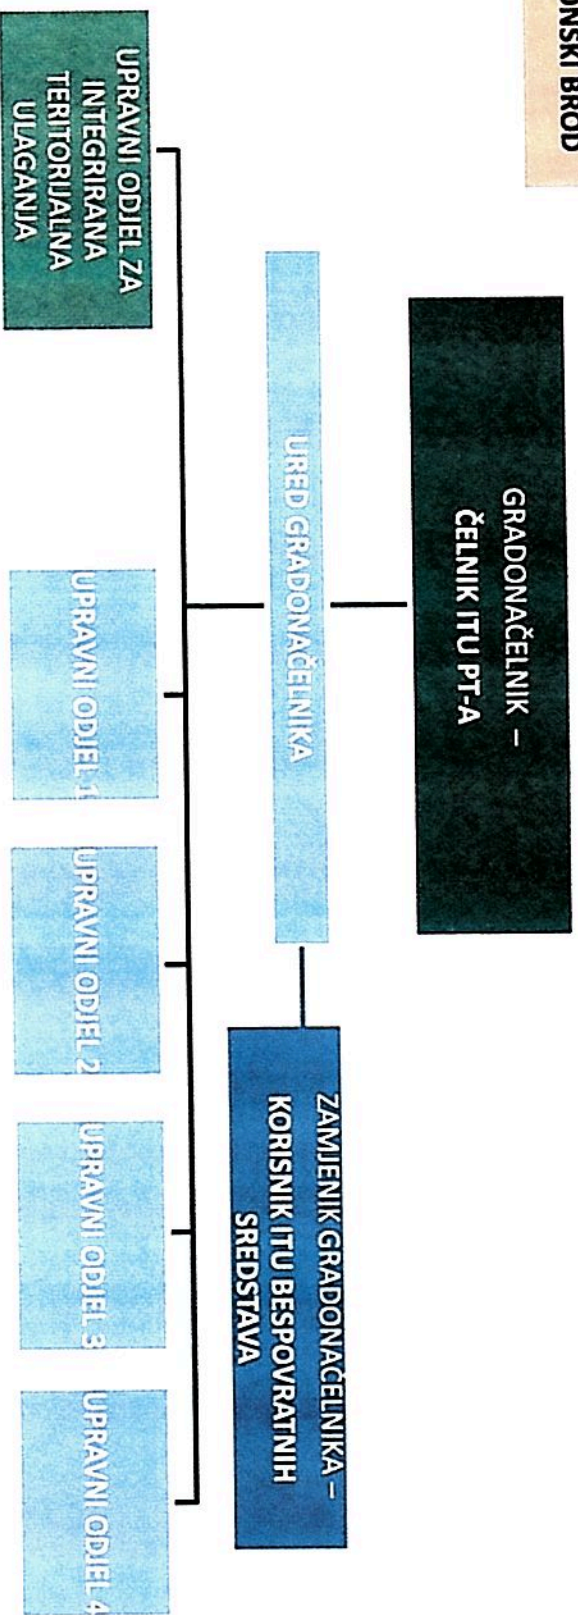 ONSKI BROD
GRADONAČELNIK –
ČELNIK ITU PT-A
URED GRADONAČELNIKA
ZAMJENIK GRADONAČELNIKA –
KORISNIK ITU BESPOVRATNIH
SREDSTAVA
UPRAVNI ODJEL ZA
INTEGRIRANA
TERITORIJALNA
ULAGANJA
UPRAVNI ODJEL 1
UPRAVNI ODJEL 2
UPRAVNI ODJEL 3
UPRAVNI ODJEL 4